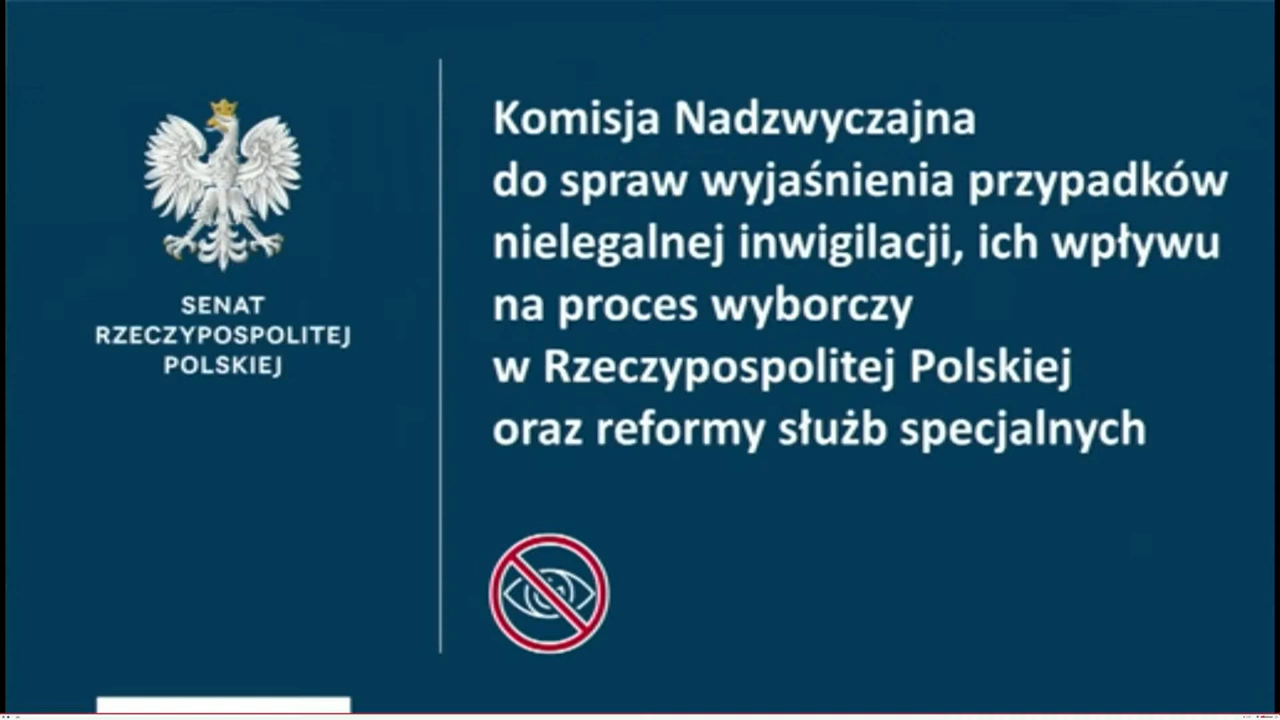 SENAT
RZECZYPOSPOLITEJ
POLSKIEJ
Komisja Nadzwyczajna
do spraw wyjaśnienia przypadków
nielegalnej inwigilacji, ich wpływu
na proces wyborczy
w Rzeczypospolitej Polskiej
oraz reformy służb specjalnych